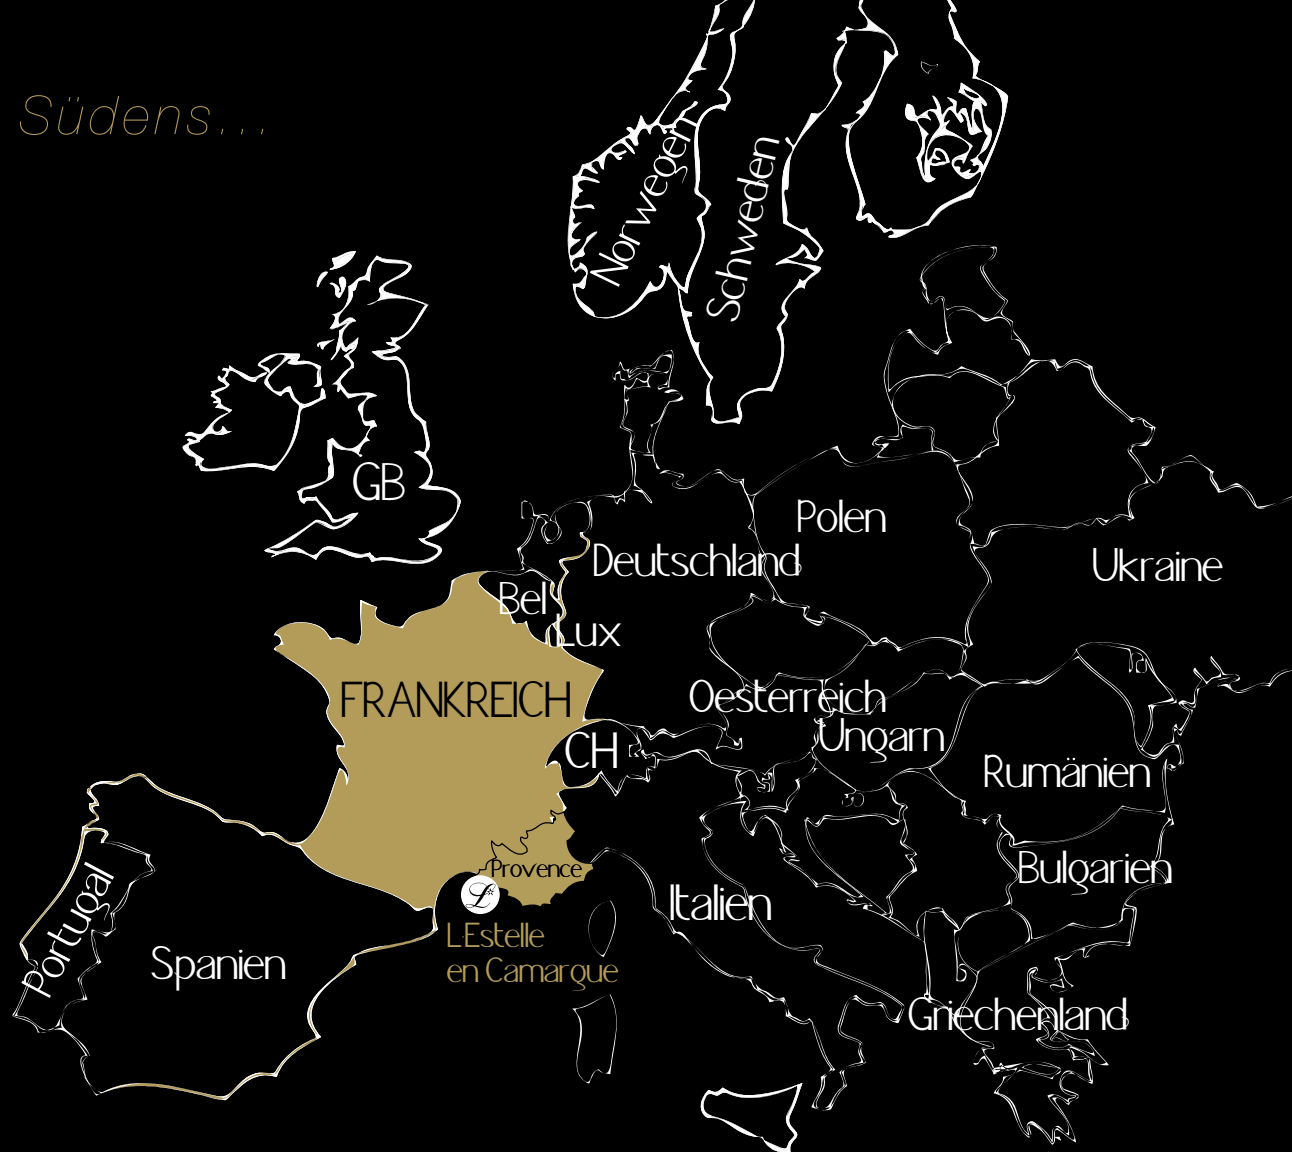 Südens...
Norwegen
Schweden
GB
Polen
Deutschland
Ukraine
Bel
Lux
FRANKREICH
Oesterreich
CH
Ungarn
Rumänien
Provence
Bulgarien
Portugal
Italien
L'Estelle
en Camargue
Spanien
Griechenland